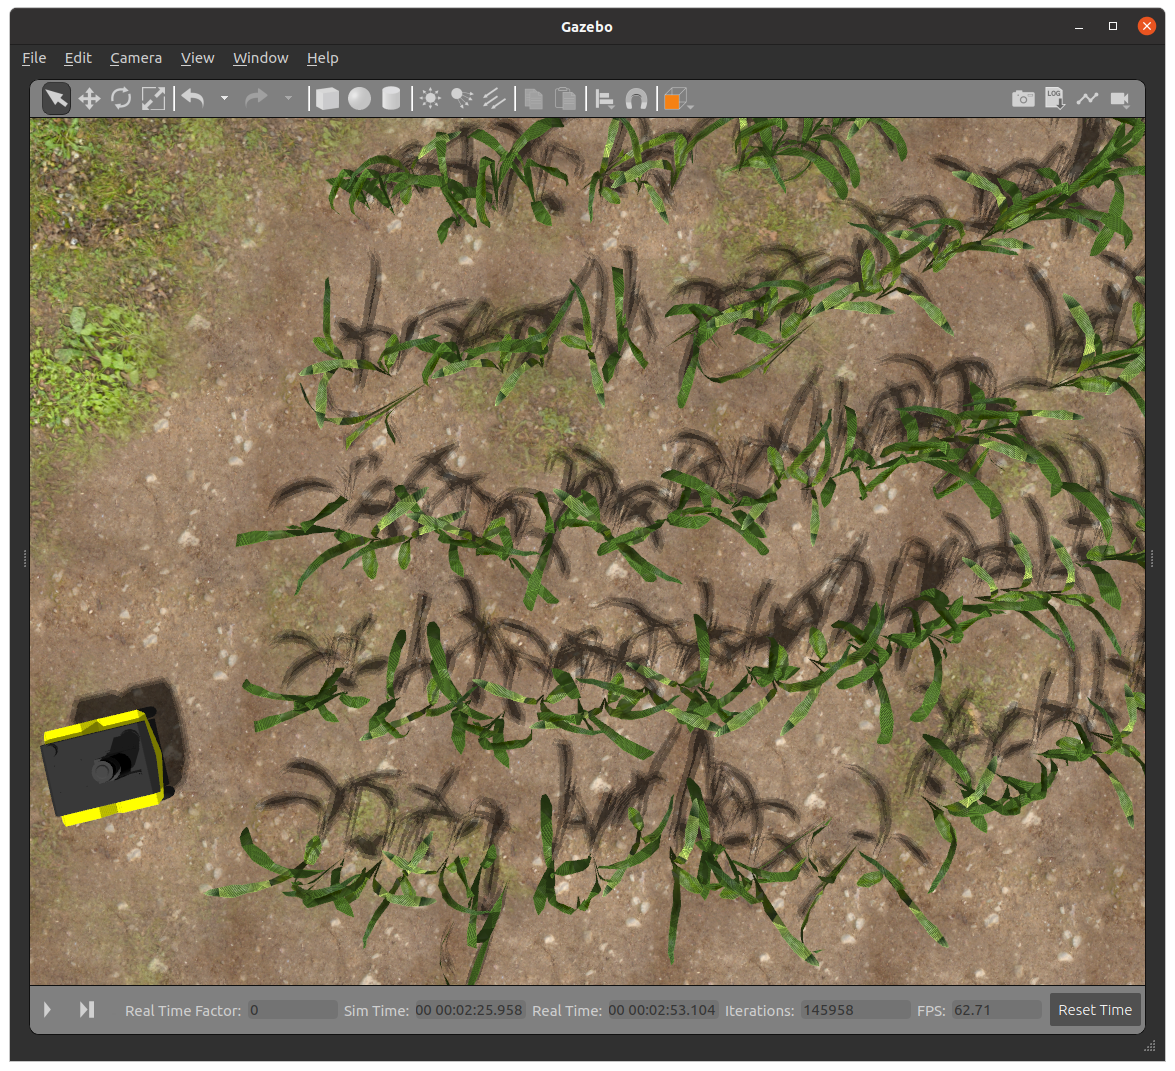 Gazebo
File Edit Camera View Window Help
LOG
Real Time Factor: 0 Sim Time: 00 00:02:25.958 Real Time: 00 00:02:53.104 Iterations: 145958 FPS: 62.71 Reset Time